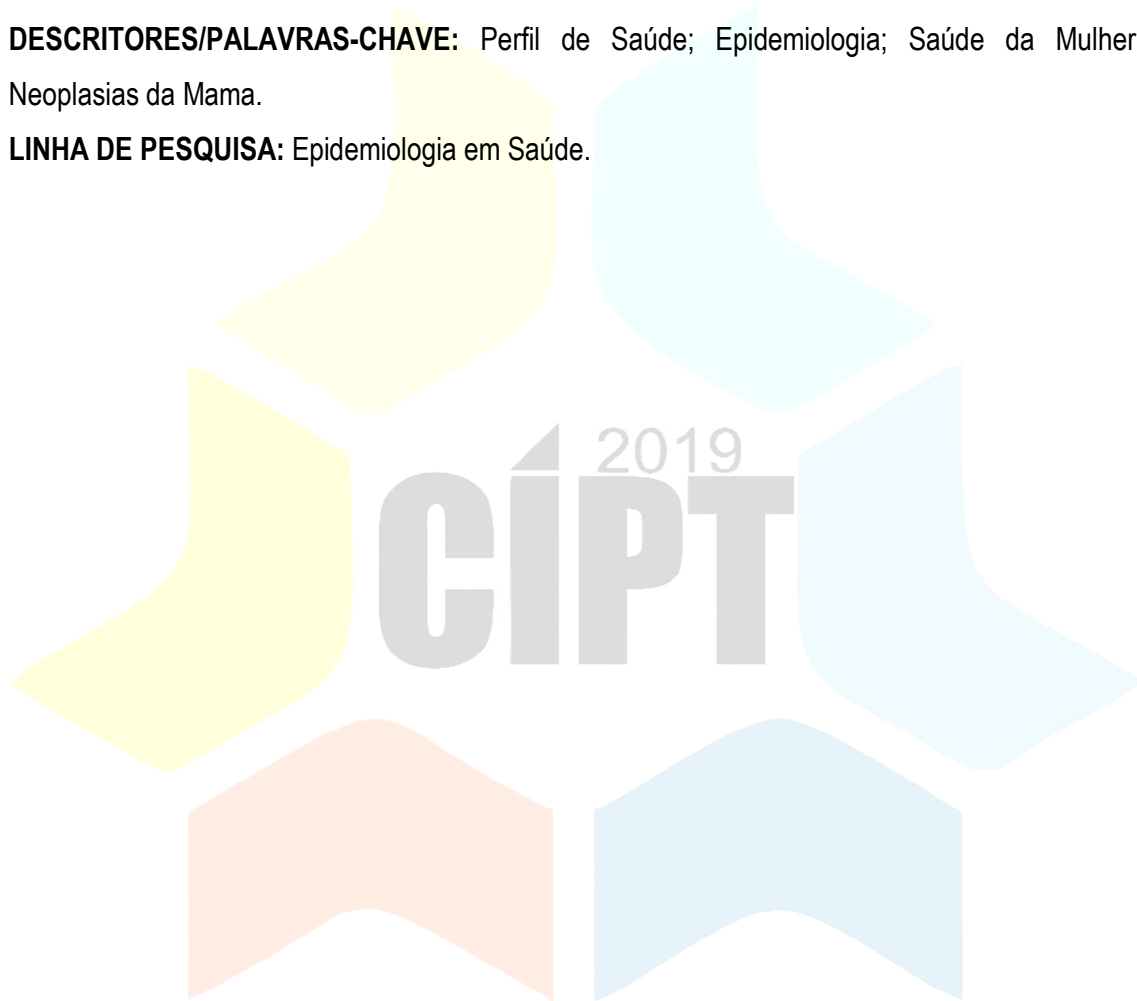 DESCRITORES/PALAVRAS-CHAVE: Perfil de Saúde; Epidemiologia; Saúde da Mulher
Neoplasias da Mama.
LINHA DE PESQUISA: Epidemiologia em Saúde.
2019
CÍPT